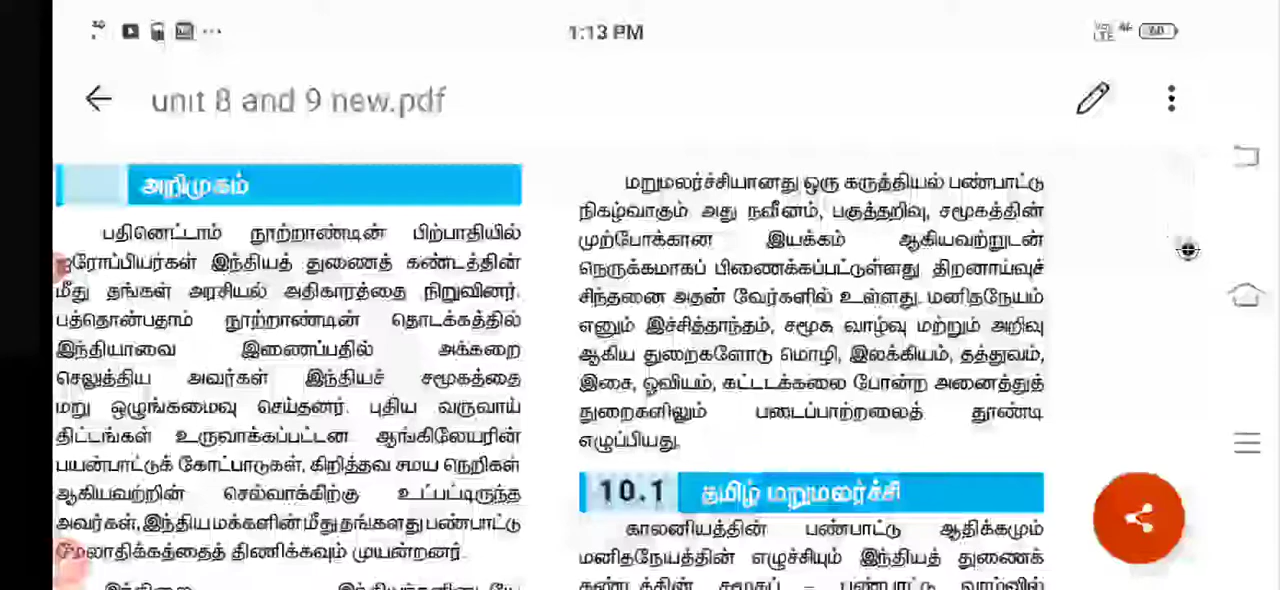 1:13 PM
unit 8 and 9 new.pdf
அறிமுகம்
பதினெட்டாம் நூற்றாண்டின் பிற்பாதியில்
ஐரோப்பியர்கள் இந்தியத் துணைத் கண்டத்தின்
மீது தங்கள் அரசியல் அதிகாரத்தை நிறுவினர்.
பத்தொன்பதாம் நூற்றாண்டின் தொடக்கத்தில்
இந்தியாவை இணைப்பதில் அக்கறை
செலுத்திய அவர்கள் இந்தியச் சமூகத்தை
மறு ஒழுங்கமைவு செய்தனர். புதிய வருவாய்
திட்டங்கள் உருவாக்கப்பட்டன ஆங்கிலேயரின்
பயன்பாட்டுக் கோட்பாடுகள், கிறித்தவ சமய நெறிகள்
ஆகியவற்றின் செல்வாக்கிற்கு உட்பட்டிருந்த
அவர்கள், இந்திய மக்களின் மீது தங்களது பண்பாட்டு
மேலாதிக்கத்தைத் திணிக்கவும் முயன்றனர்.
மறுமலர்ச்சியானது ஒரு கருத்தியல் பண்பாட்டு
நிகழ்வாகும் அது நவீனம், பகுத்தறிவு, சமூகத்தின்
முற்போக்கான இயக்கம் ஆகியவற்றுடன்
நெருக்கமாகப் பிணைக்கப்பட்டுள்ளது திறனாய்வுச்
சிந்தனை அதன் வேர்களில் உள்ளது. மனிதநேயம்
எனும் இச்சித்தாந்தம், சமூக வாழ்வு மற்றும் அறிவு
ஆகிய துறைகளோடு மொழி, இலக்கியம், தத்துவம்,
இசை, ஓவியம், கட்டடக்கலை போன்ற அனைத்துத்
துறைகளிலும் படைப்பாற்றலைத் தூண்டி
எழுப்பியது.
10.1 தமிழ் மறுமலர்ச்சி
காலனியத்தின் பண்பாட்டு ஆதிக்கமும்
மனிதநேயத்தின் எழுச்சியும் இந்தியத் துணைக்
கண்டத்தின் சமூகப் – பண்பாட்டு வாழ்வில்